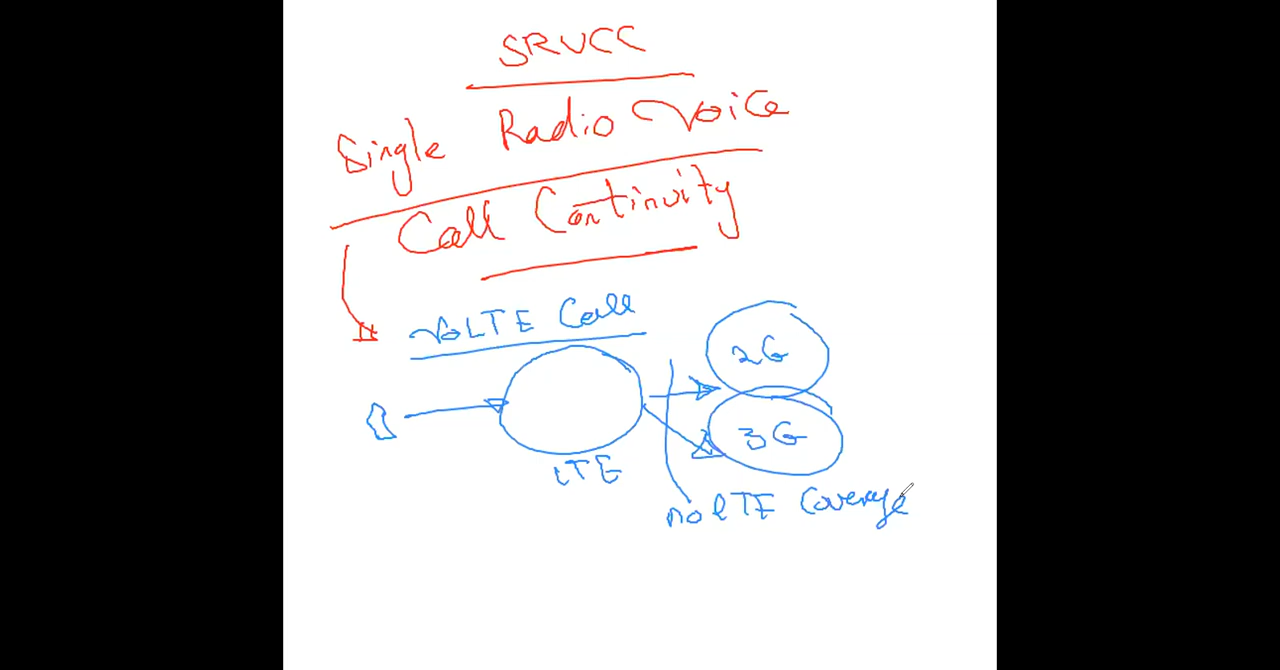 SRVCC
Single Radio Voice
Call Continuity
VoLTE Call
2G
3G
LTE
no LTE Coverage